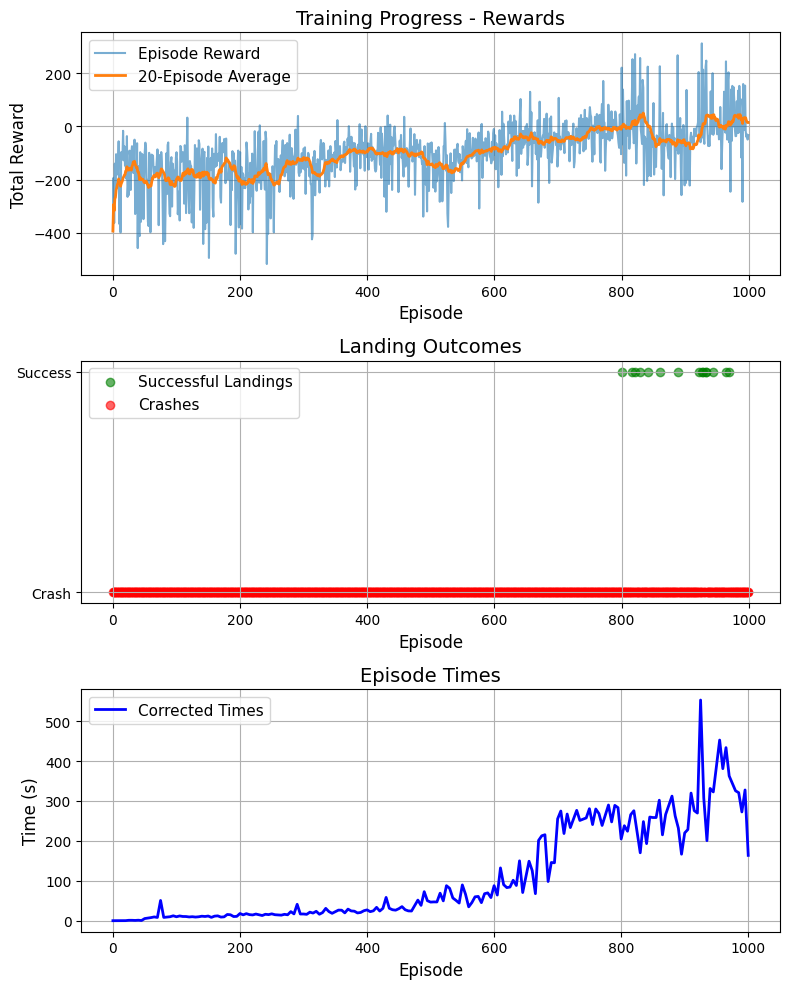 Training Progress - Rewards
Episode Reward
20-Episode Average
Total Reward
200
0
−200
−400
0 200 400 600 800 1000
Episode
Landing Outcomes
Success
Successful Landings
Crashes
Crash
0 200 400 600 800 1000
Episode
Episode Times
Corrected Times
Time (s)
500
400
300
200
100
0
0 200 400 600 800 1000
Episode